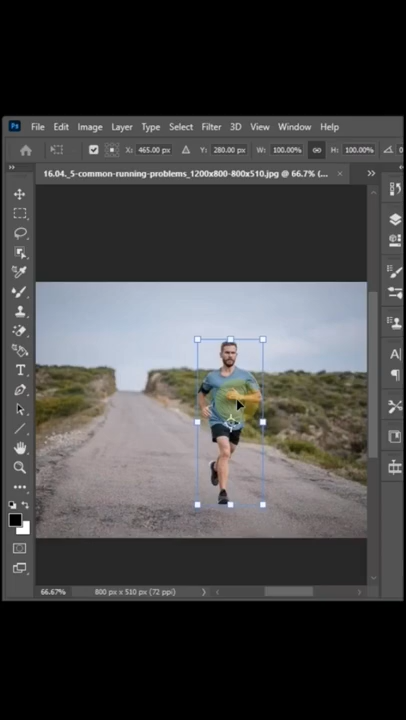 Ps File Edit Image Layer Type Select Filter 3D View Window Help
X: 465.00 px Y: 280.00 px W: 100.00% H: 100.00% 0
16.04._5-common-running-problems_1200x800-800x510.jpg @ 66.7% (... ×
66.67% 800 px x 510 px (72 ppi)